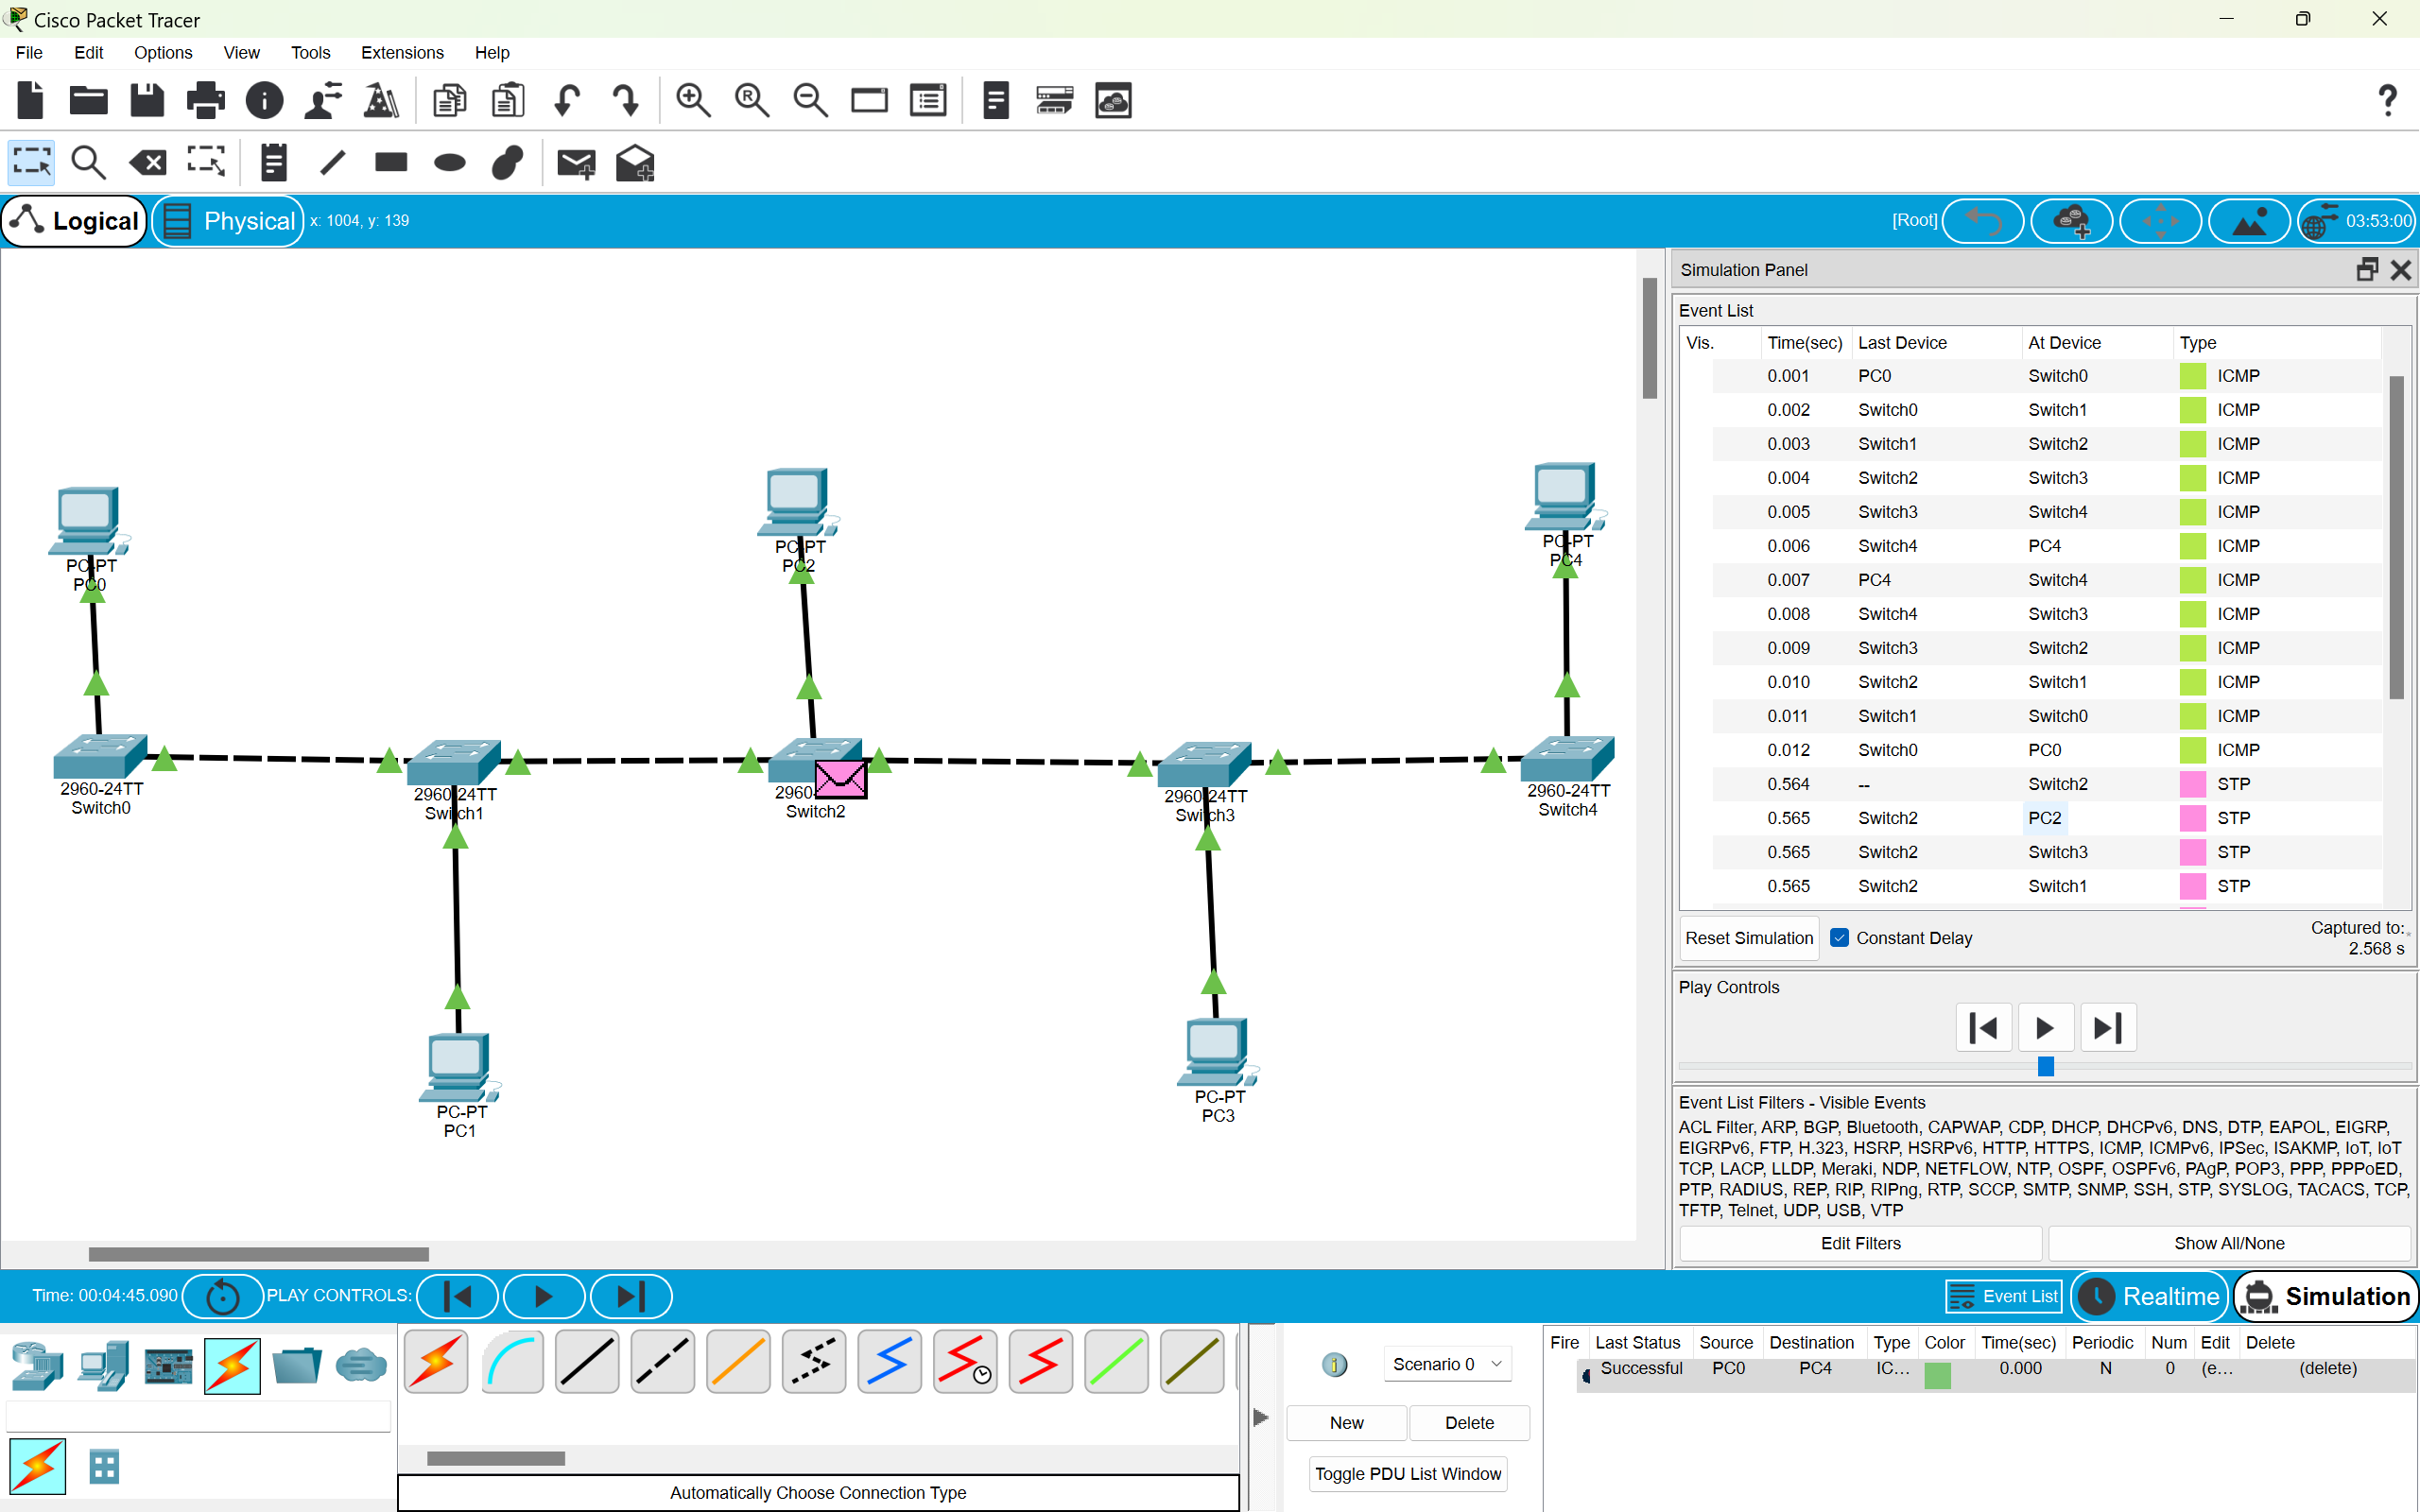 Cisco Packet Tracer
File Edit Options View Tools Extensions Help
Logical Physical x: 1004, y: 139 [Root] 03:53:00
PC-PT
PC0
PC-PT
PC2
PC-PT
PC4
2960-24TT
Switch0
2960-24TT
Switch1
2960-
Switch2
2960-24TT
Switch3
2960-24TT
Switch4
PC-PT
PC1
PC-PT
PC3
Simulation Panel
Event List
Vis. Time(sec) Last Device At Device Type
0.001 PC0 Switch0 ICMP
0.002 Switch0 Switch1 ICMP
0.003 Switch1 Switch2 ICMP
0.004 Switch2 Switch3 ICMP
0.005 Switch3 Switch4 ICMP
0.006 Switch4 PC4 ICMP
0.007 PC4 Switch4 ICMP
0.008 Switch4 Switch3 ICMP
0.009 Switch3 Switch2 ICMP
0.010 Switch2 Switch1 ICMP
0.011 Switch1 Switch0 ICMP
0.012 Switch0 PC0 ICMP
0.564 -- Switch2 STP
0.565 Switch2 PC2 STP
0.565 Switch2 Switch3 STP
0.565 Switch2 Switch1 STP
Reset Simulation Constant Delay Captured to:
2.568 s
Play Controls
Event List Filters - Visible Events
ACL Filter, ARP, BGP, Bluetooth, CAPWAP, CDP, DHCP, DHCPv6, DNS, DTP, EAPOL, EIGRP,
EIGRPv6, FTP, H.323, HSRP, HSRPv6, HTTP, HTTPS, ICMP, ICMPv6, IPSec, ISAKMP, IoT, IoT
TCP, LACP, LLDP, Meraki, NDP, NETFLOW, NTP, OSPF, OSPFv6, PAgP, POP3, PPP, PPPoED,
PTP, RADIUS, REP, RIP, RIPng, RTP, SCCP, SMTP, SNMP, SSH, STP, SYSLOG, TACACS, TCP,
TFTP, Telnet, UDP, USB, VTP
Edit Filters Show All/None
Time: 00:04:45.090 PLAY CONTROLS: Event List Realtime Simulation
Scenario 0
New Delete
Toggle PDU List Window
Automatically Choose Connection Type
Fire Last Status Source Destination Type Color Time(sec) Periodic Num Edit Delete
Successful PC0 PC4 IC... 0.000 N 0 (e... (delete)